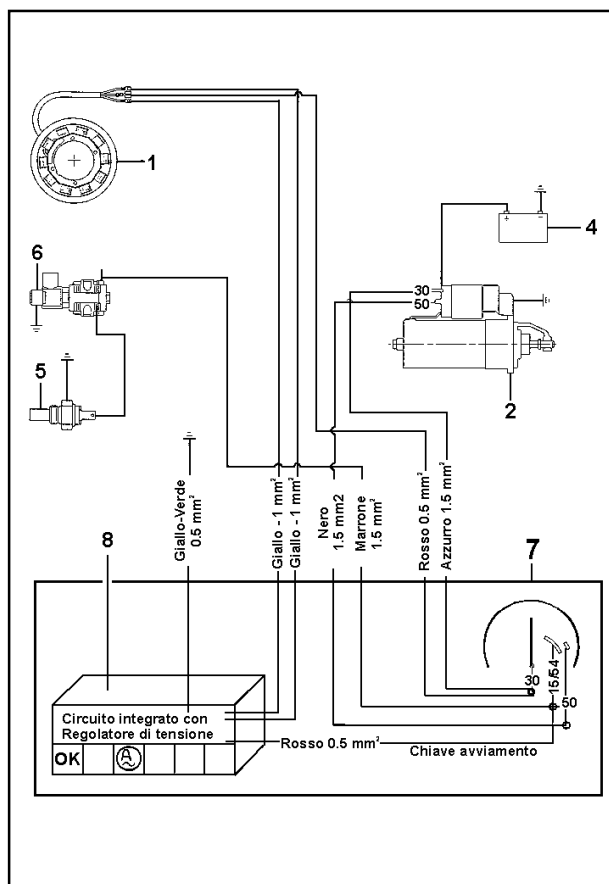 1
6
4
+ -
30
50
5
2
Giallo-Verde
0.5 mm²
Giallo - 1 mm²
Giallo - 1 mm²
Nero
1.5 mm2
Marrone
1.5 mm²
Rosso 0.5 mm²
Azzurro 1.5 mm²
8
7
30
15/54
50
Circuito integrato con
Regolatore di tensione
Rosso 0.5 mm²
Chiave avviamento
OK
A